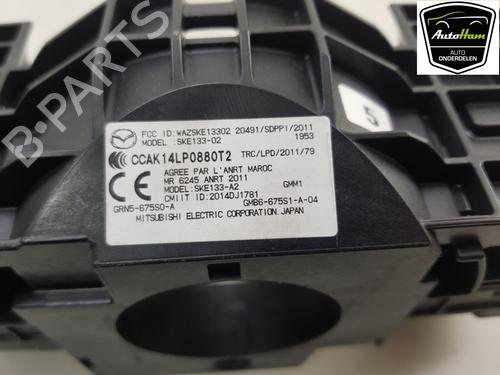 AutoHam
AUTO
ONDERDELEN
B-PARTS
FCC ID:WAZSKE13302 20491/SDPPI/2011
MODEL :SKE133-02 1953
CCAK14LP0880T2 TRC/LPD/2011/79
AGREE PAR L'ANRT MAROC
MR 6245 ANRT 2011
MODEL:SKE133-A2 GMM1
CMIIT ID:2014DJ1781
GRN5-675S0-A GMB6-675S1-A-04
MITSUBISHI ELECTRIC CORPORATION.JAPAN
5